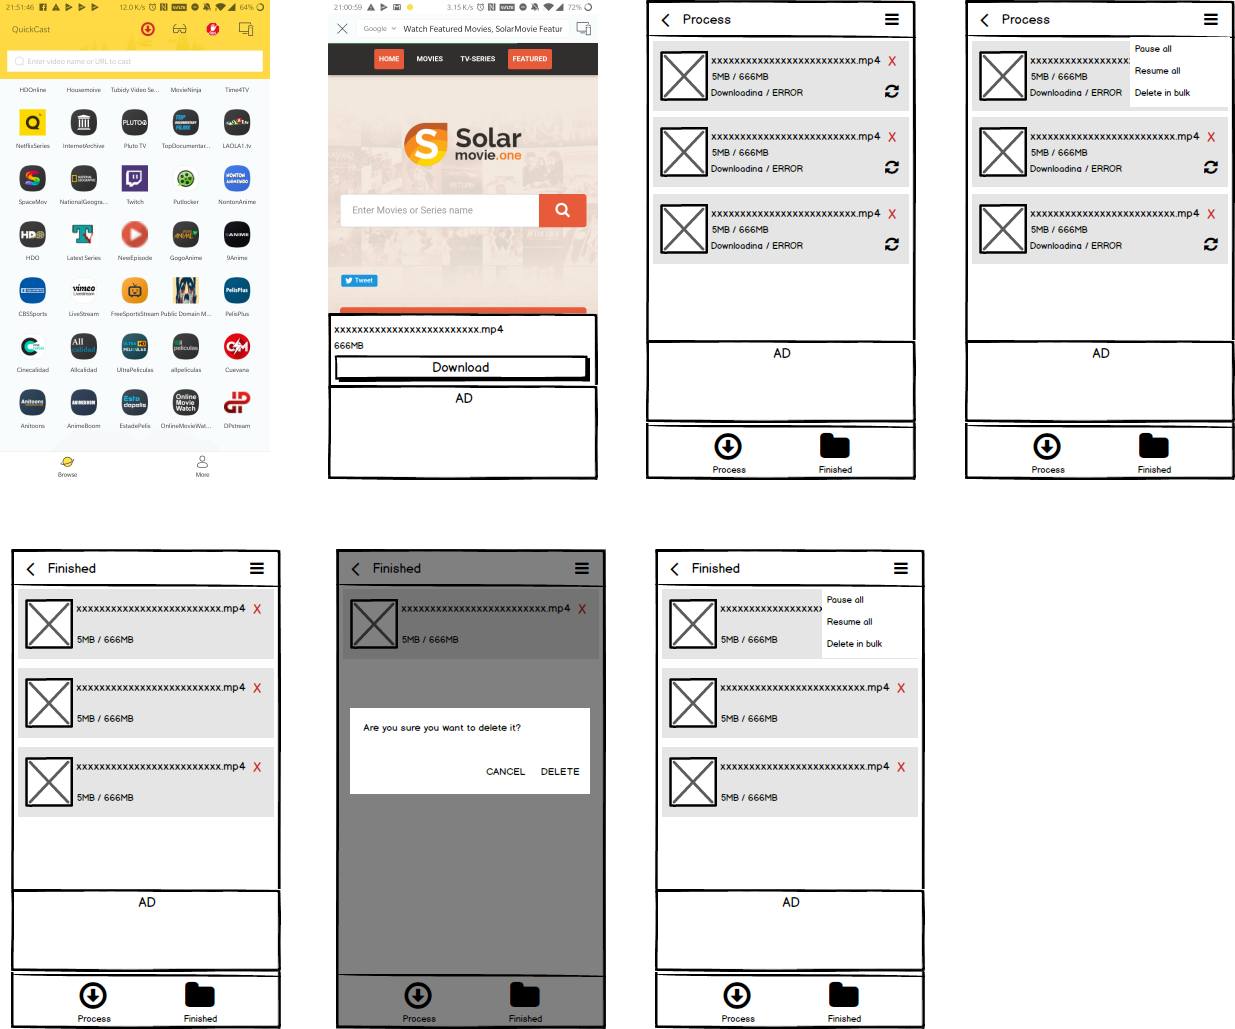 21:51:46 12.0 K/s 64%
QuickCast
Enter video name or URL to cast
HDOnline Housemoive Tubidy Video Se... MovieNinja Time4TV
NetflixSeries InternetArchive Pluto TV TopDocumentar... LAOLA1.tv
SpaceMov NationalGeogra... Twitch Putlocker NontonAnime
HDO Latest Series NewEpisode GogoAnime 9Anime
CBSSports LiveStream FreeSportsStream Public Domain M... PelisPlus
Cinecalidad Allcalidad UltraPeliculas allpeliculas Cuevana
Anitoons AnimeBoom EstadePelis OnlineMovieWat... DPstream
Browse More
21:00:59 3.15 K/s 72%
Google Watch Featured Movies, SolarMovie Featur
HOME MOVIES TV-SERIES FEATURED
Solar
movie.one
Enter Movies or Series name
Tweet
xxxxxxxxxxxxxxxxxxxxxxxxx.mp4
666MB
Download
AD
Process
xxxxxxxxxxxxxxxxxxxxxxxxx.mp4 X
5MB / 666MB
Downloading / ERROR
xxxxxxxxxxxxxxxxxxxxxxxxx.mp4 X
5MB / 666MB
Downloading / ERROR
xxxxxxxxxxxxxxxxxxxxxxxxx.mp4 X
5MB / 666MB
Downloading / ERROR
AD
Process Finished
Process
Pause all
Resume all
Delete in bulk
xxxxxxxxxxxxxxxxxx
5MB / 666MB
Downloading / ERROR
xxxxxxxxxxxxxxxxxxxxxxxxx.mp4 X
5MB / 666MB
Downloading / ERROR
xxxxxxxxxxxxxxxxxxxxxxxxx.mp4 X
5MB / 666MB
Downloading / ERROR
AD
Process Finished
Finished
xxxxxxxxxxxxxxxxxxxxxxxxx.mp4 X
5MB / 666MB
xxxxxxxxxxxxxxxxxxxxxxxxx.mp4 X
5MB / 666MB
xxxxxxxxxxxxxxxxxxxxxxxxx.mp4 X
5MB / 666MB
AD
Process Finished
Finished
xxxxxxxxxxxxxxxxxxxxxxxxx.mp4 X
5MB / 666MB
Are you sure you want to delete it?
CANCEL DELETE
Process Finished
Finished
Pause all
Resume all
Delete in bulk
xxxxxxxxxxxxxxxxxx
5MB / 666MB
xxxxxxxxxxxxxxxxxxxxxxxxx.mp4 X
5MB / 666MB
xxxxxxxxxxxxxxxxxxxxxxxxx.mp4 X
5MB / 666MB
AD
Process Finished